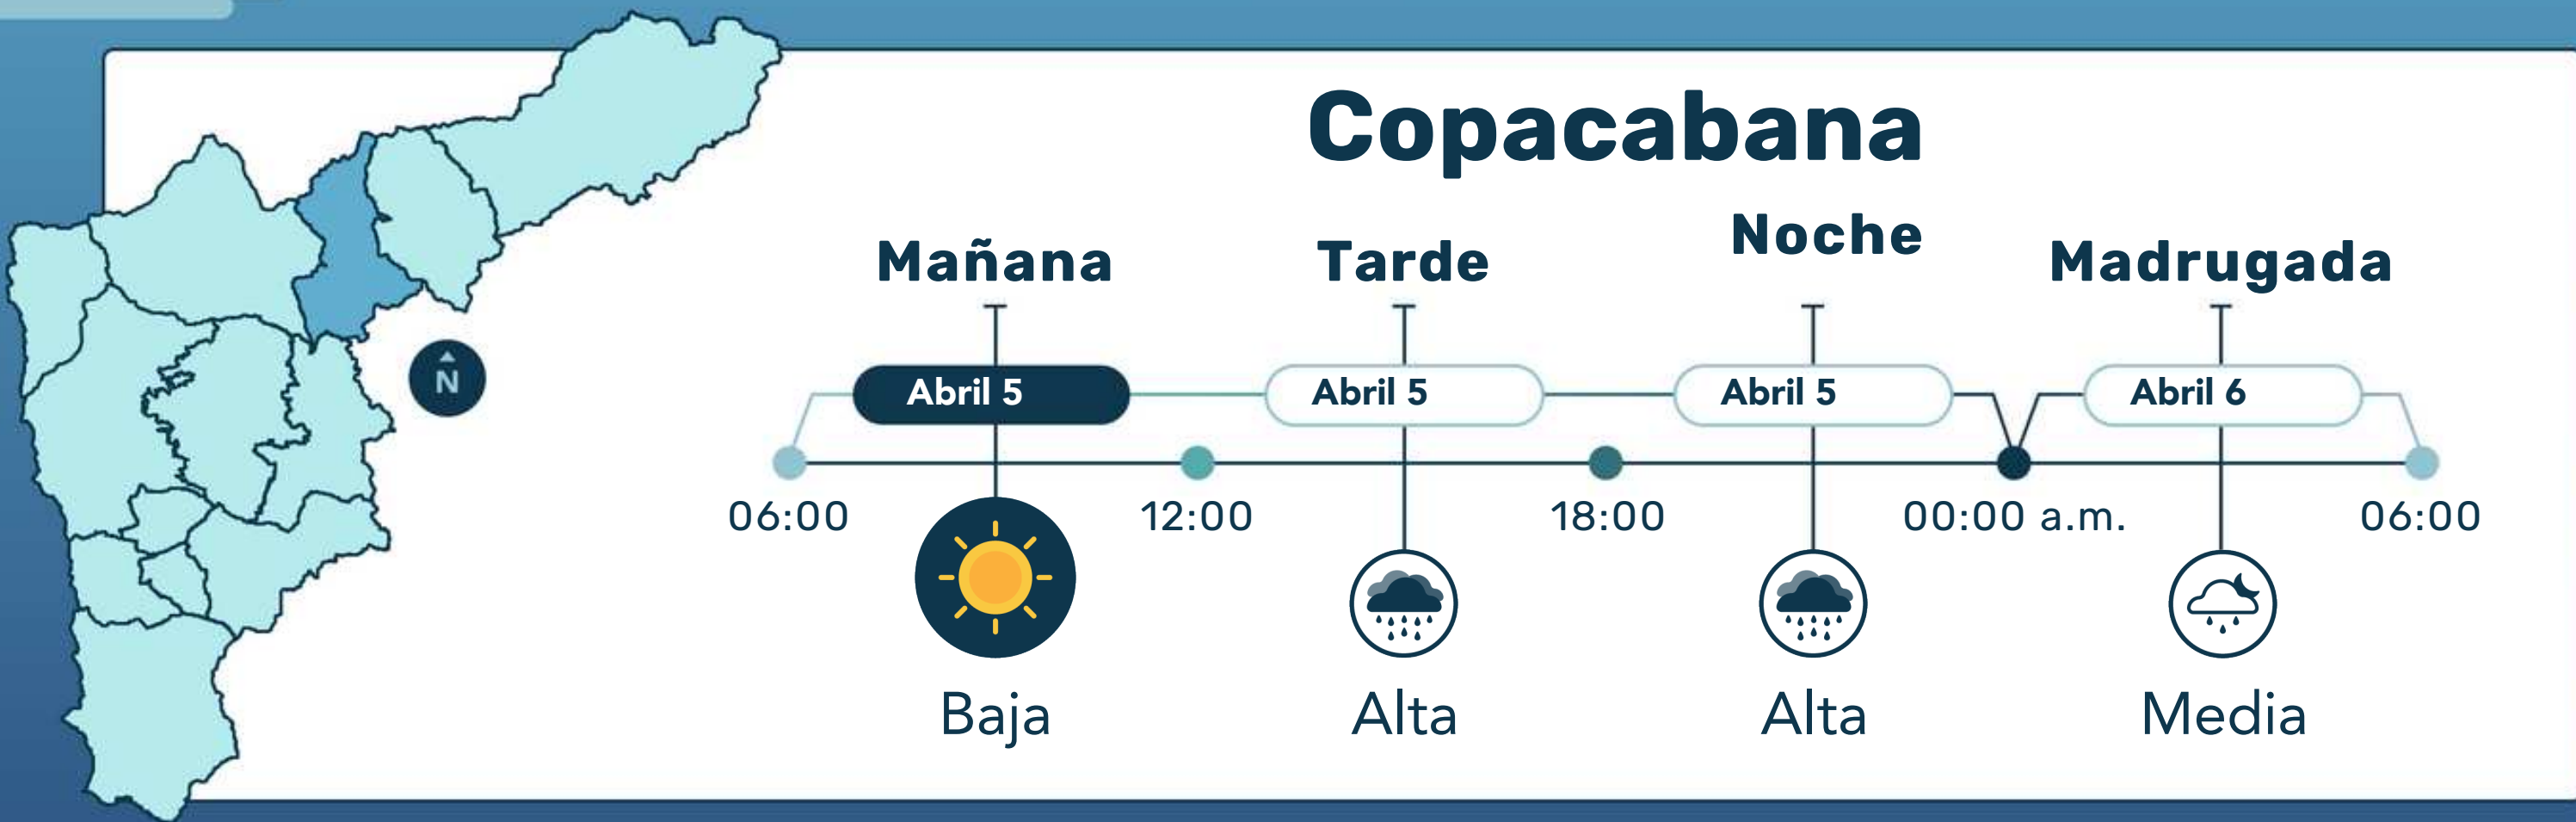 Copacabana
Mañana
Tarde
Noche
Madrugada
Abril 5
Abril 5
Abril 5
Abril 6
N
06:00
12:00
18:00
00:00 a.m.
06:00
Baja
Alta
Alta
Media